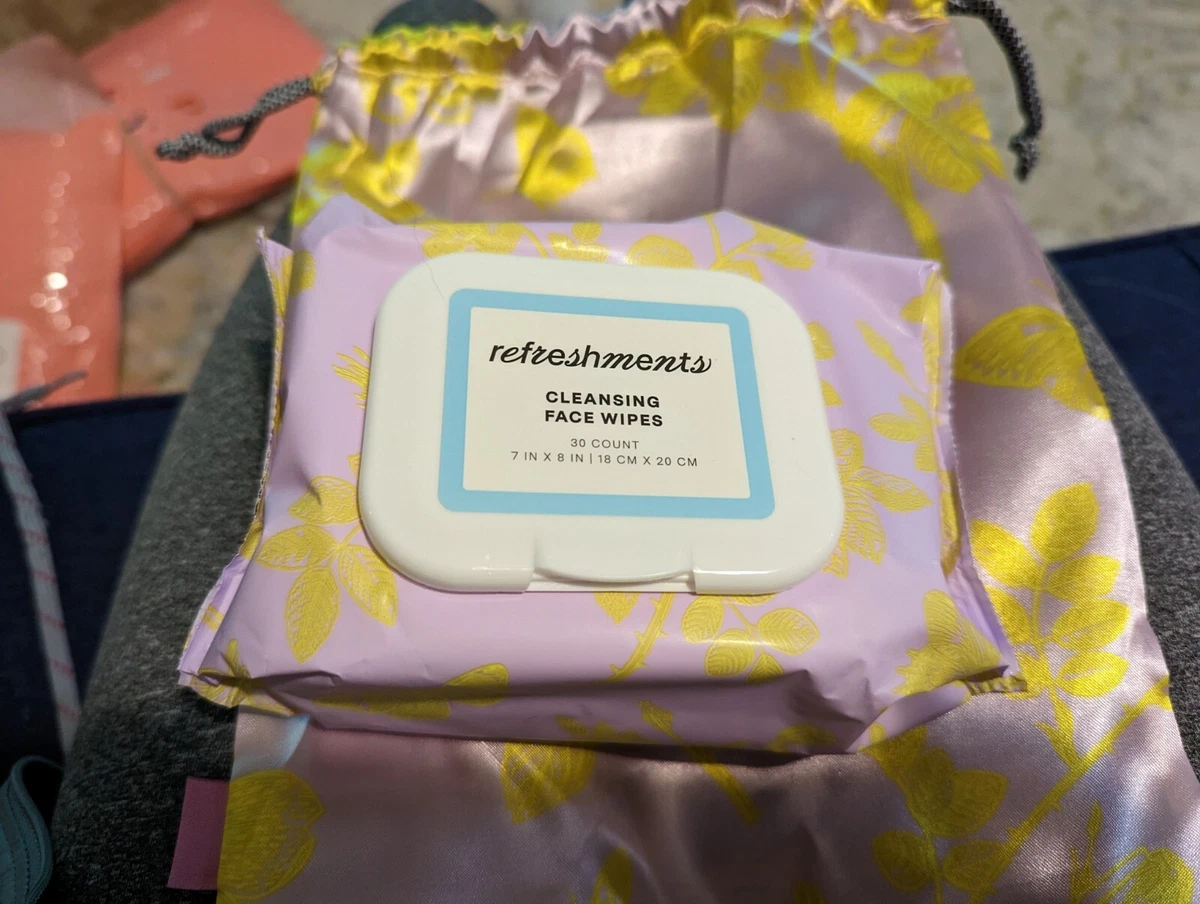 refreshments
CLEANSING
FACE WIPES
30 COUNT
7 IN X 8 IN | 18 CM X 20 CM